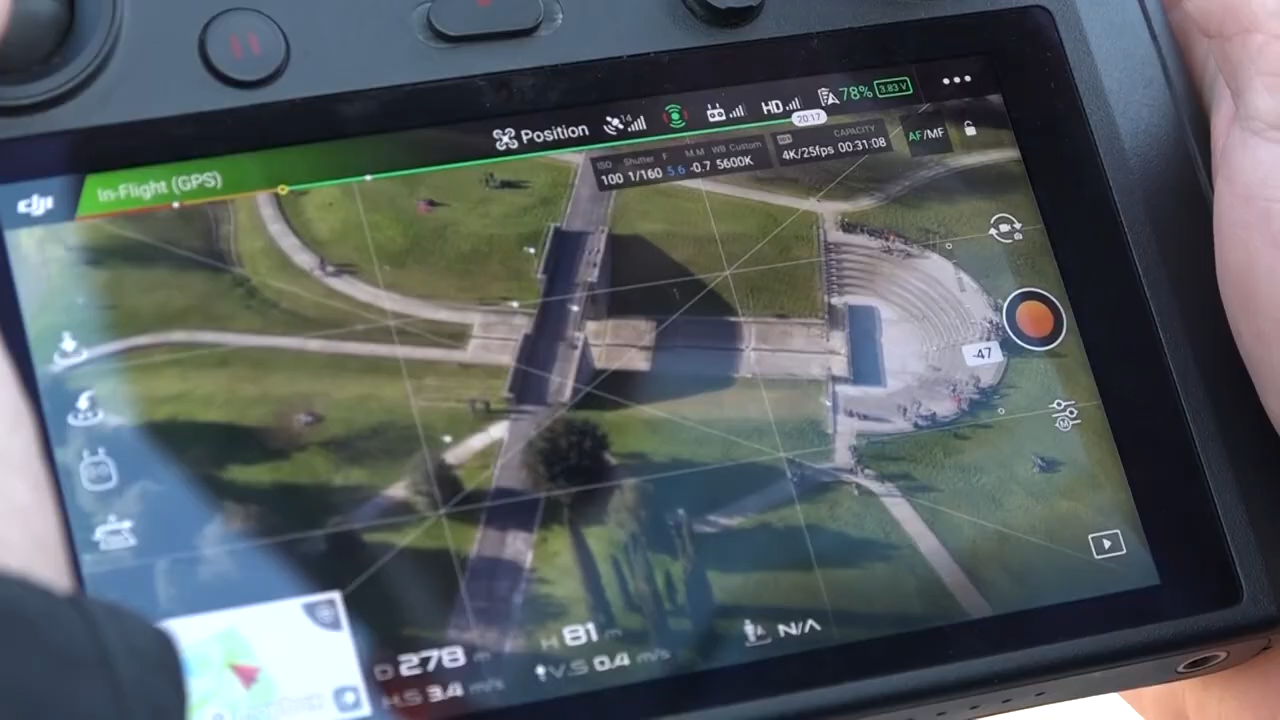 dji
In-Flight (GPS)
Position
14
HD
78%
3.83 V
20:17
ISO Shutter F M.M WB Custom
100 1/160 5.6 -0.7 5600K
CAPACITY
4K/25fps 00:31:08
AF/MF
-47
M
D 278 m
H 81 m
N/A
H.S 3.4 m/s
V.S 0.4 m/s